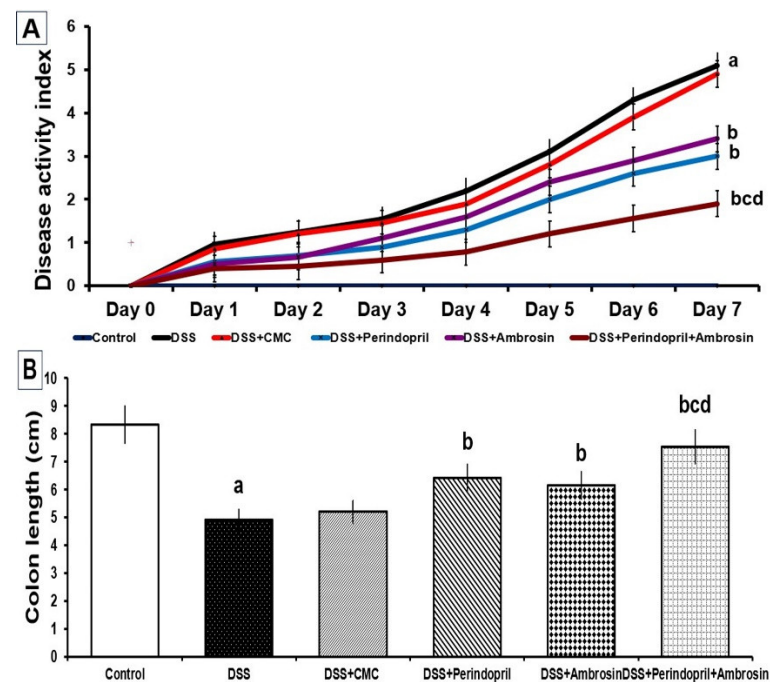 A
Disease activity index
6
5
4
3
2
1
0
a
b
b
bcd
Day 0 Day 1 Day 2 Day 3 Day 4 Day 5 Day 6 Day 7
Control DSS DSS+CMC DSS+Perindopril DSS+Ambrosin DSS+Perindopril+Ambrosin
B
Colon length (cm)
10
9
8
7
6
5
4
3
2
1
0
a
b
b
bcd
Control DSS DSS+CMC DSS+Perindopril DSS+Ambrosin DSS+Perindopril+Ambrosin